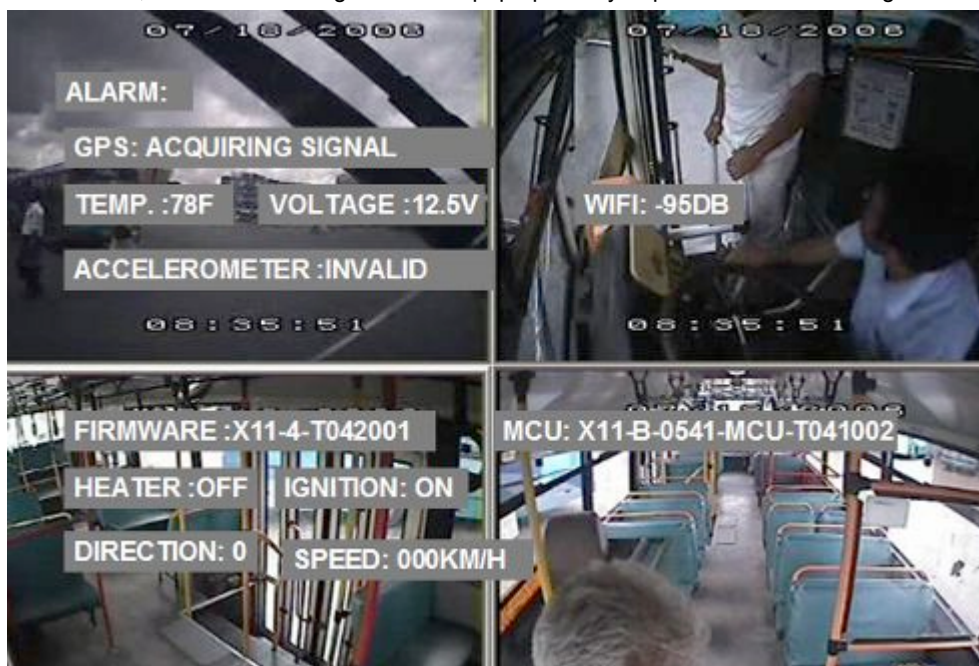 07/18/2008
07/18/2008
ALARM:
GPS: ACQUIRING SIGNAL
TEMP. :78F
VOLTAGE :12.5V
WIFI: -95DB
ACCELEROMETER :INVALID
08:35:51
08:35:51
FIRMWARE :X11-4-T042001
MCU: X11-B-0541-MCU-T041002
HEATER :OFF
IGNITION: ON
DIRECTION: 0
SPEED: 000KM/H